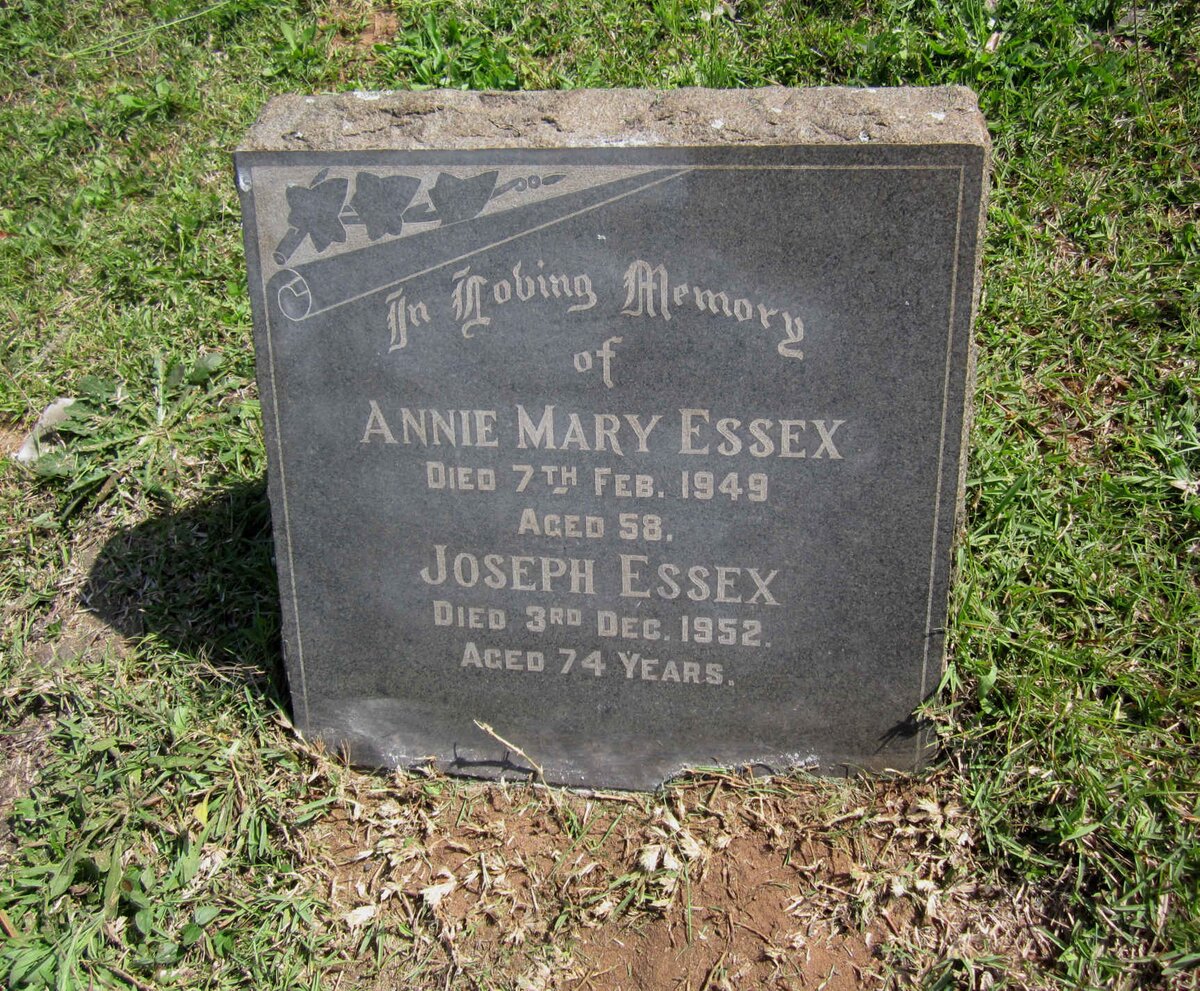 In Loving Memory
of
ANNIE MARY ESSEX
DIED 7TH FEB. 1949
AGED 58.
JOSEPH ESSEX
DIED 3RD DEC. 1952.
AGED 74 YEARS.